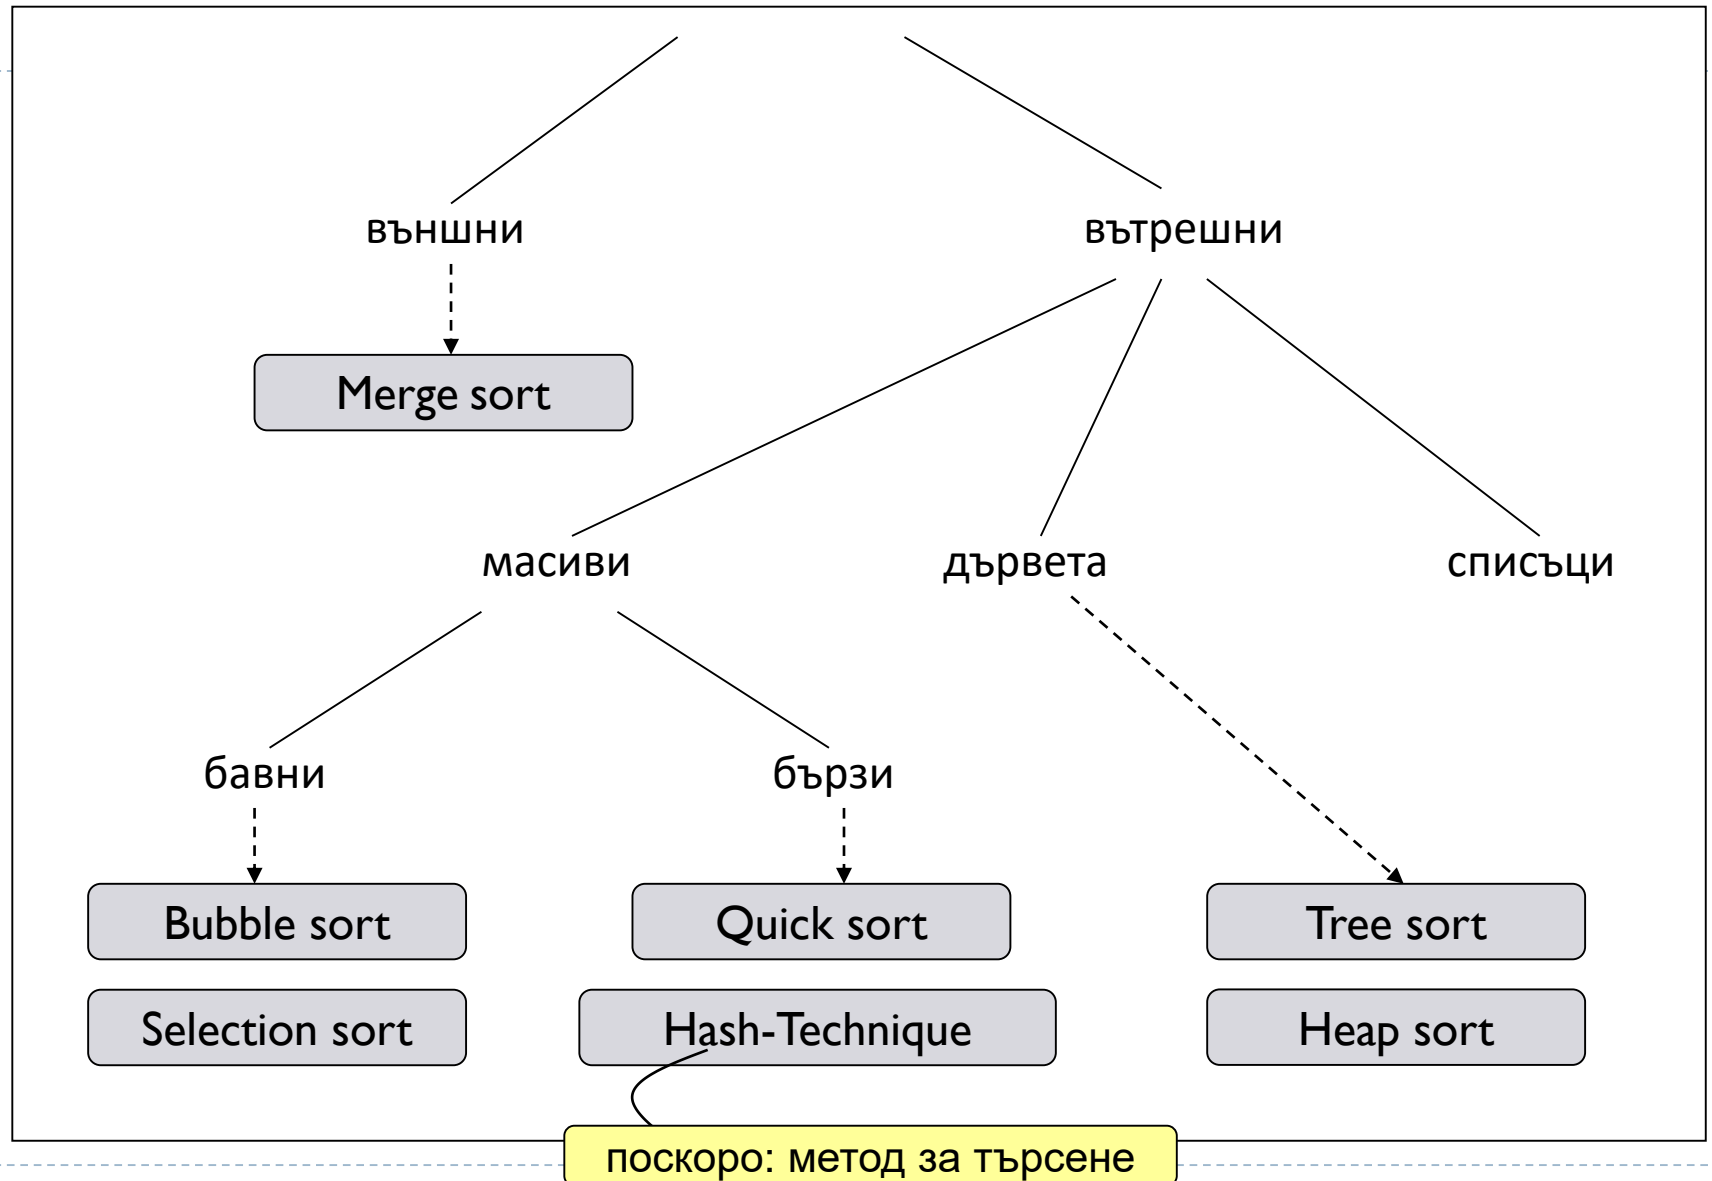 външни
вътрешни
Merge sort
масиви
дървета
списъци
бавни
бързи
Bubble sort
Quick sort
Tree sort
Selection sort
Hash-Technique
Heap sort
поскоро: метод за търсене